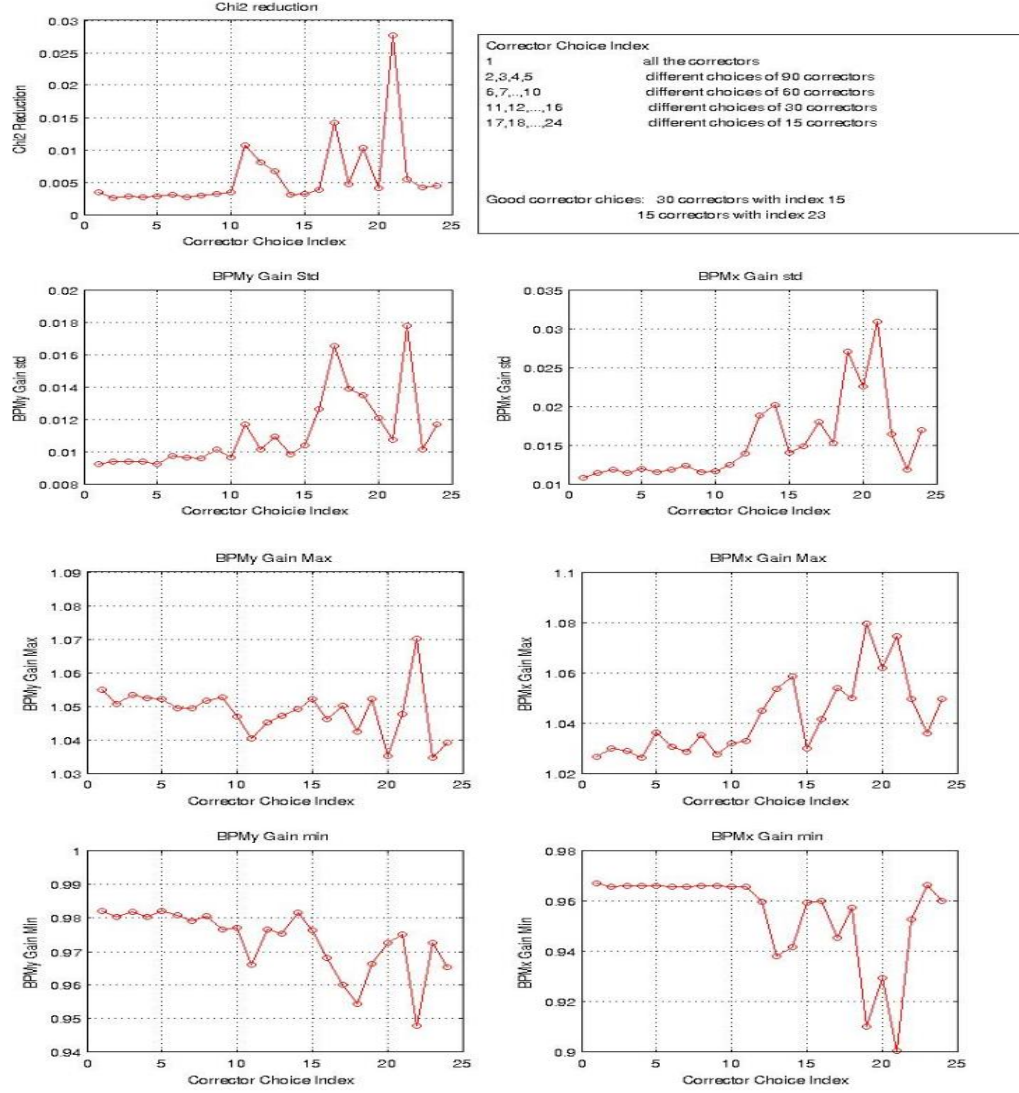 Chi2 reduction
0.03
0.025
0.02
0.015
0.01
0.005
0
Chi2 Reduction
0 5 10 15 20 25
Corrector Choice Index
Corrector Choice Index
1 all the correctors
2,3,4,5 different choices of 90 correctors
6,7,..,10 different choices of 60 correctors
11,12,...,16 different choices of 30 correctors
17,18,...,24 different choices of 15 correctors
Good corrector chices: 30 correctors with index 15
15 correctors with index 23
BPMy Gain Std
0.02
0.018
0.016
0.014
0.012
0.01
0.008
BPMy Gain std
0 5 10 15 20 25
Corrector Choicie Index
BPMx Gain std
0.035
0.03
0.025
0.02
0.015
0.01
BPMx Gain std
0 5 10 15 20 25
Corrector Choice Index
BPMy Gain Max
1.09
1.08
1.07
1.06
1.05
1.04
1.03
BPMy Gain Max
0 5 10 15 20 25
Corrector Choice Index
BPMx Gain Max
1.1
1.08
1.06
1.04
1.02
BPMx Gain Max
0 5 10 15 20 25
Corrector Choice Index
BPMy Gain min
1
0.99
0.98
0.97
0.96
0.95
0.94
BPMy Gain Min
0 5 10 15 20 25
Corrector Choice Index
BPMx Gain min
0.98
0.96
0.94
0.92
0.9
BPMx Gain Min
0 5 10 15 20 25
Corrector Choice Index